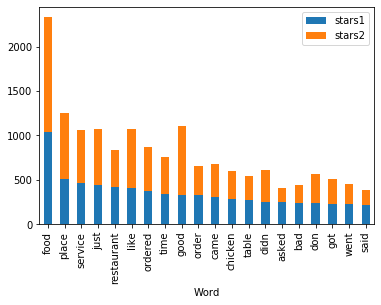 stars1
stars2
2000
1500
1000
500
0
food
place
service
just
restaurant
like
ordered
time
good
order
came
chicken
table
didn
asked
bad
don
got
went
said
Word